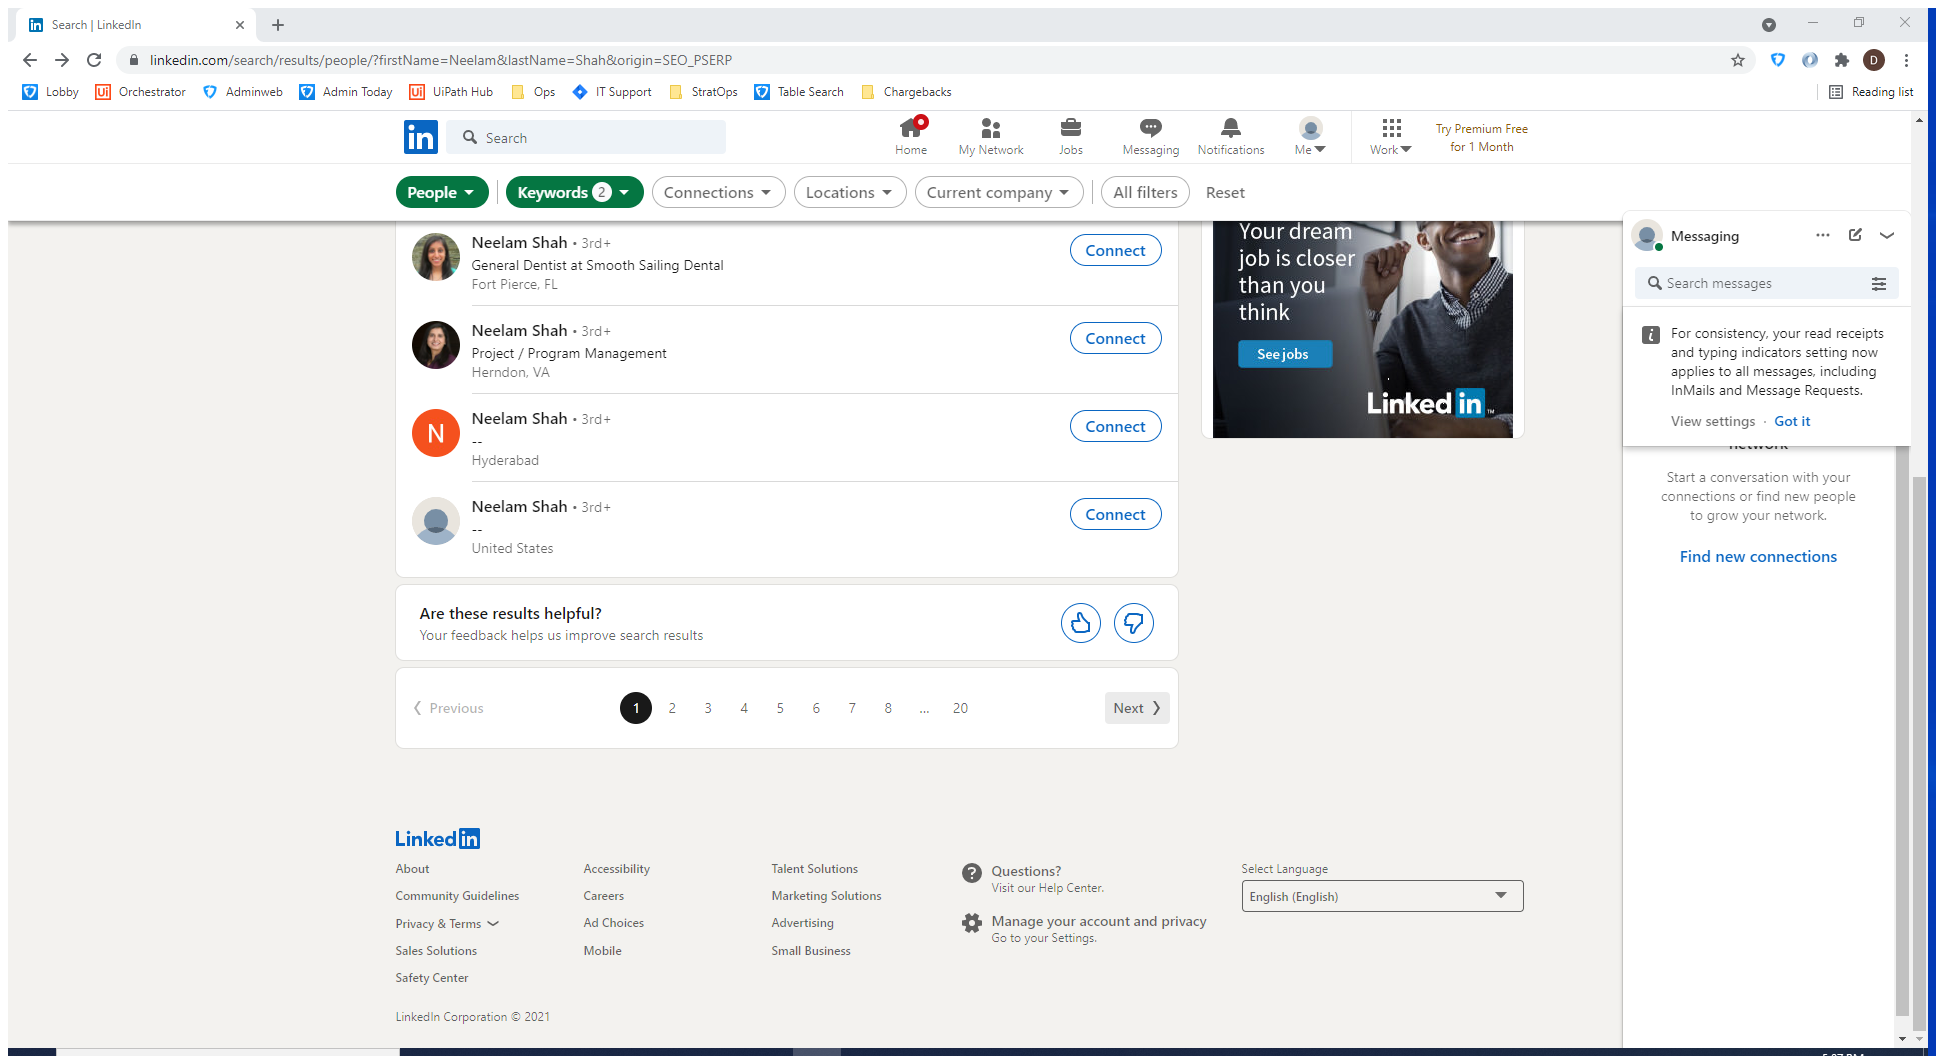 Search | LinkedIn
linkedin.com/search/results/people/?firstName=Neelam&lastName=Shah&origin=SEO_PSERP
D
Lobby
Ui Orchestrator
Adminweb
Admin Today
Ui UiPath Hub
Ops
IT Support
StratOps
Table Search
Chargebacks
Reading list
in
Search
Home
My Network
Jobs
Messaging
Notifications
Me
Work
Try Premium Free
for 1 Month
People
Keywords 2
Connections
Locations
Current company
All filters
Reset
Neelam Shah • 3rd+
General Dentist at Smooth Sailing Dental
Fort Pierce, FL
Connect
Neelam Shah • 3rd+
Project / Program Management
Herndon, VA
Connect
N
Neelam Shah • 3rd+
--
Hyderabad
Connect
Neelam Shah • 3rd+
--
United States
Connect
Are these results helpful?
Your feedback helps us improve search results
Previous
1 2 3 4 5 6 7 8 ... 20
Next
Your dream
job is closer
than you
think
See jobs
Linked in ™
Messaging
Search messages
For consistency, your read receipts
and typing indicators setting now
applies to all messages, including
InMails and Message Requests.
View settings · Got it
Start a conversation with your
connections or find new people
to grow your network.
Find new connections
Linked in
About
Community Guidelines
Privacy & Terms
Sales Solutions
Safety Center
Accessibility
Careers
Ad Choices
Mobile
Talent Solutions
Marketing Solutions
Advertising
Small Business
Questions?
Visit our Help Center.
Manage your account and privacy
Go to your Settings.
Select Language
English (English)
LinkedIn Corporation © 2021